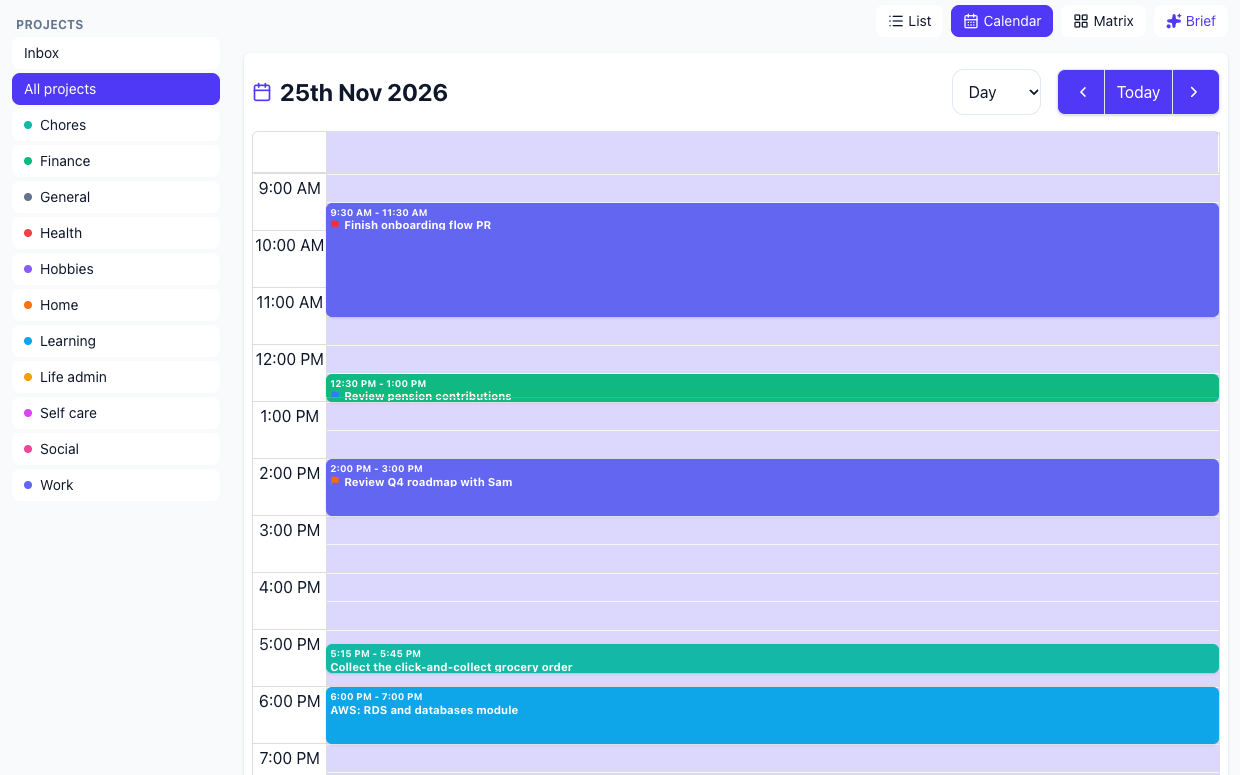 PROJECTS
Inbox
All projects
Chores
Finance
General
Health
Hobbies
Home
Learning
Life admin
Self care
Social
Work
List
Calendar
Matrix
Brief
25th Nov 2026
Day
Today
9:00 AM
9:30 AM - 11:30 AM
Finish onboarding flow PR
10:00 AM
11:00 AM
12:00 PM
12:30 PM - 1:00 PM
Review pension contributions
1:00 PM
2:00 PM
2:00 PM - 3:00 PM
Review Q4 roadmap with Sam
3:00 PM
4:00 PM
5:00 PM
5:15 PM - 5:45 PM
Collect the click-and-collect grocery order
6:00 PM
6:00 PM - 7:00 PM
AWS: RDS and databases module
7:00 PM